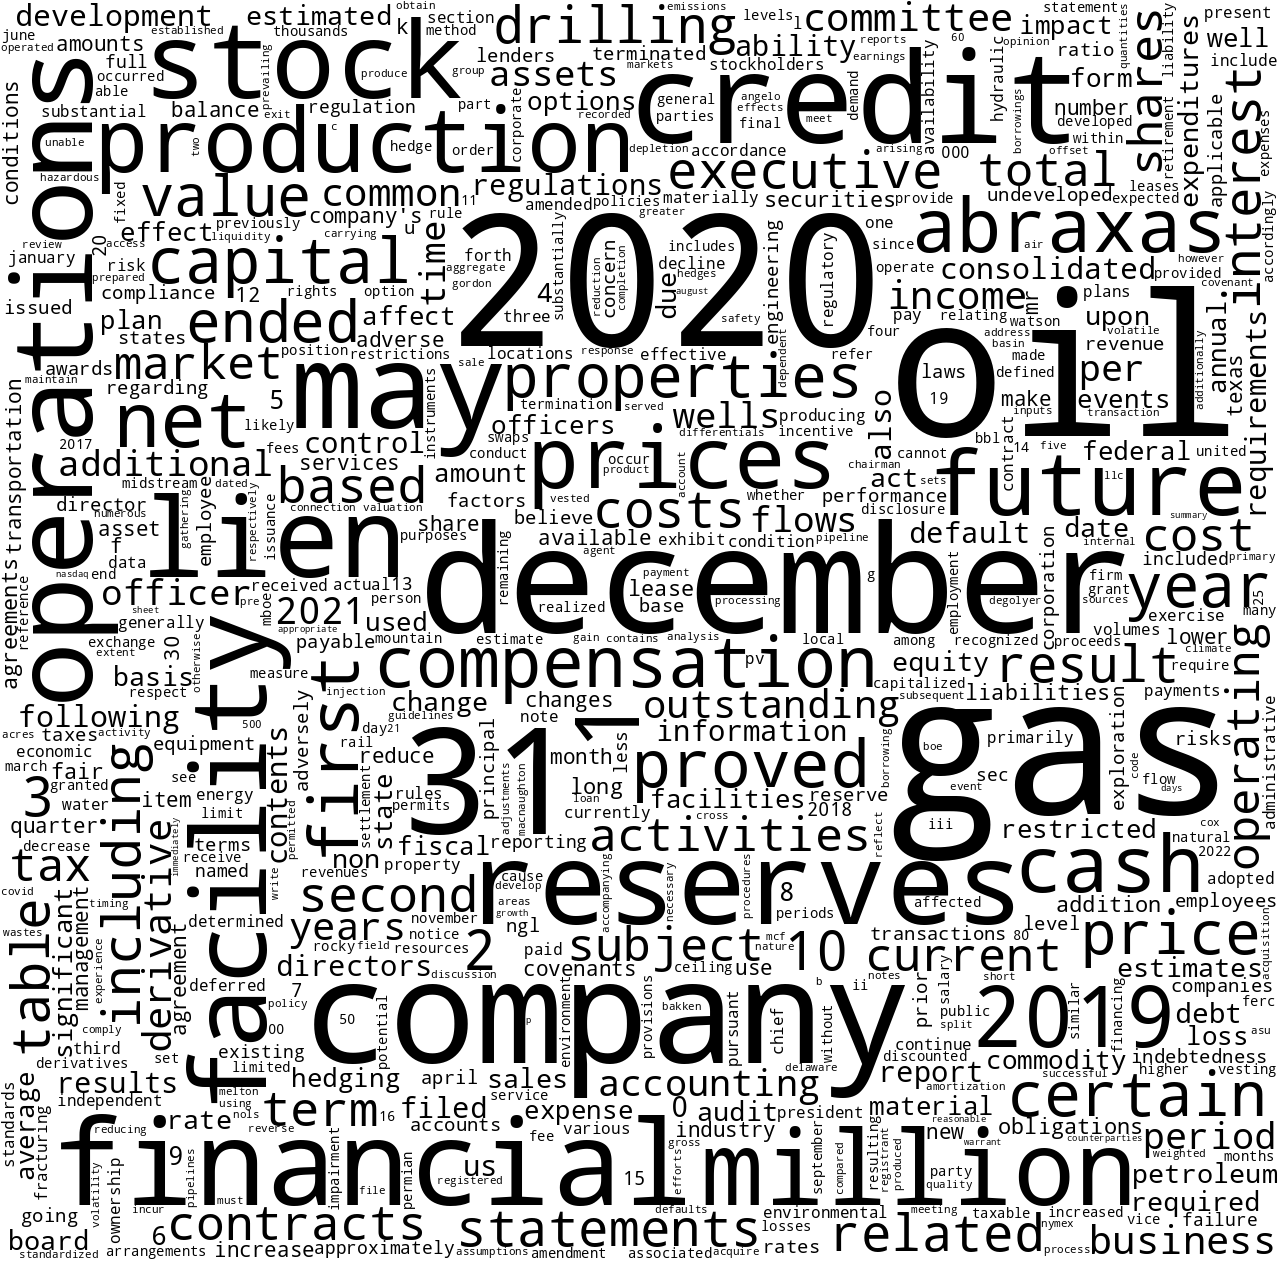 june
development
established
estimated
thousands
k
section
method
obtain
emissions
drilling
levels
committee
60
opinion
impact
statement
ratio
quantities
shares
liability
present
well
include
operated
amounts
full
occurred
able
stock
lenders
terminated
ability
stockholders
markets
reports
earnings
credit
availability
hydraulic
form
number
developed
within
expenditures
interest
operations
conditions
substantial
balance
prevailing
exit
regulation
produce
group
part
assets
options
recorded
general
parties
angelo
effects
final
demand
meet
borrowings
offset
retirement
applicable
expenses
unable
production
two
c
hedge
order
corporate
depletion
accordance
arising
000
hazardous
fixed
value
common
11
regulations
amended
policies
materially
executive
securities
provide
total
undeveloped
leases
expected
accordingly
effect
previously
liquidity
company's
u
rule
carrying
time
2020
greater
substantially
concern
reduction
completion
includes
decline
hedges
due
august
safety
engineering
regulatory
one
since
abraxas
air
operate
consolidated
however
provided
covenant
review
january
20
access
prepared
risk
capital
forth
aggregate
gordon
4
three
issued
compliance
12
rights
option
affect
plan
states
ended
adverse
income
pay
four
relating
mr
watson
plans
upon
volatile
revenue
address
basin
made
defined
oil
requirements
awards
market
position
restrictions
sale
locations
response
effective
dependent
refer
laws
19
make
inputs
per
events
transaction
additionally
annual
texas
maintain
regarding
5
may
instruments
properties
termination
served
wells
producing
differentials
incentive
also
transportation
2017
net
likely
fees
control
officers
swaps
conduct
prices
occur
product
account
chairman
cannot
bbl
contract
14
five
federal
united
additional
midstream
dated
services
based
amount
factors
vested
whether
act
sets
performance
disclosure
future
llc
director
numerous
asset
gathering
employee
respectively
issuance
connection
valuation
lien
purposes
share
believe
costs
flows
available
exhibit
condition
pipeline
default
date
summary
cost
f
data
nasdaq
end
agreements
reference
december
remaining
agent
payment
lease
base
realized
processing
g
employment
degolyer
corporation
internal
firm
grant
sources
included
primary
year
25
many
officer
pre
received
actual
13
person
sheet
generally
mboe
2021
appropriate
used
exchange
extent
otherwise
payable
mountain
estimate
gain
contains
analysis
local
among
recognized
proceeds
volumes
exercise
lower
climate
require
basis
30
measure
compensation
pv
equity
result
respect
facility
first
injection
change
changes
capitalized
subsequent
liabilities
payments
following
500
adversely
day
21
guidelines
note
1
outstanding
acres
taxes
activity
contents
rail
reduce
principal
31
month
less
information
borrowing
gas
boe
primarily
exploration
risks
operating
administrative
economic
including
equipment
march
see
3
fair
granted
energy
settlement
state
rules
permits
adjustments
macnaughton
long
loan
proved
sec
event
code
flow
days
water
item
limit
permitted
currently
facilities
2018
reserve
iii
quarter
immediately
terms
fiscal
reporting
cross
activities
reflect
restricted
cox
natural
2022
decrease
derivative
receive
named
write
non
property
revenues
cause
develop
reserves
necessary
procedures
cash
adopted
tax
covid
timing
second
areas
growth
accompanying
8
periods
affected
addition
employees
wastes
table
significant
management
determined
years
november
notice
2
ngl
mcf
nature
transactions
80
level
price
acquisition
experience
agreement
rocky
field
resources
paid
subject
10
current
directors
discussion
covenants
ceiling
use
notes
short
estimates
deferred
7
policy
company
b
ii
prior
salary
companies
comply
00
50
potential
p
environment
provisions
bakken
pursuant
chief
without
public
split
2019
similar
financing
debt
ferc
third
set
existing
continue
loss
asu
derivatives
limited
delaware
discounted
commodity
indebtedness
standards
average
results
melton
hedging
april
sales
accounting
report
amortization
successful
higher
vesting
independent
using
service
certain
reducing
rate
nols
reverse
term
16
filed
accounts
expense
various
0
audit
president
material
reasonable
obligations
fracturing
9
fee
industry
new
warrant
counterparties
period
weighted
months
financial
impairment
us
gross
million
september
compared
resulting
registrant
produced
party
quality
petroleum
going
volatility
ownership
pipelines
must
file
permian
registered
15
efforts
required
board
incur
6
contracts
statements
defaults
environmental
losses
meeting
taxable
increased
nymex
vice
failure
standardized
arrangements
increase
approximately
assumptions
amendment
associated
acquire
rates
related
process
business